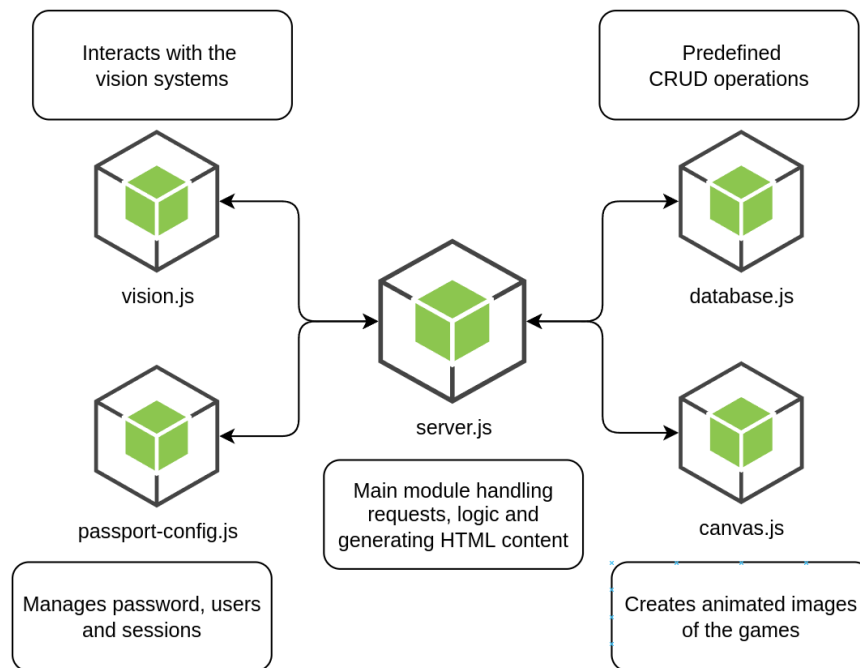 Interacts with the
vision systems
Predefined
CRUD operations
vision.js
database.js
server.js
passport-config.js
canvas.js
Main module handling
requests, logic and
generating HTML content
Manages password, users
and sessions
Creates animated images
of the games